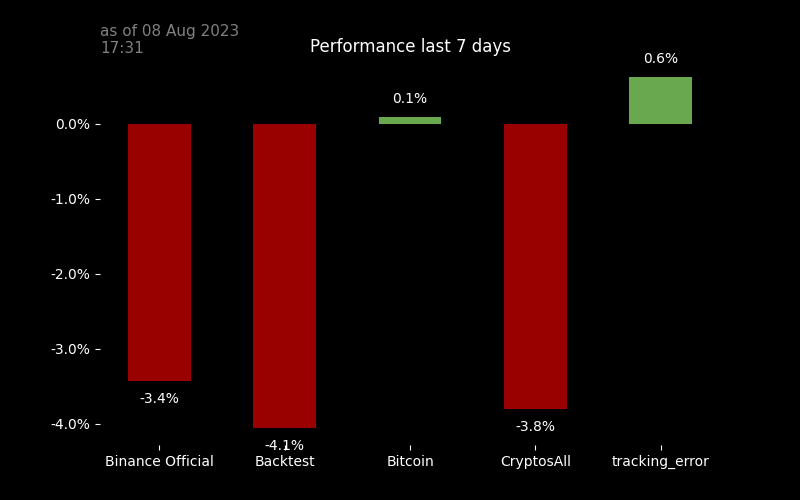 as of 08 Aug 2023
17:31
Performance last 7 days
0.6%
0.1%
0.0%
-1.0%
-2.0%
-3.0%
-4.0%
-3.4%
-4.1%
-3.8%
Binance Official
Backtest
Bitcoin
CryptosAll
tracking_error